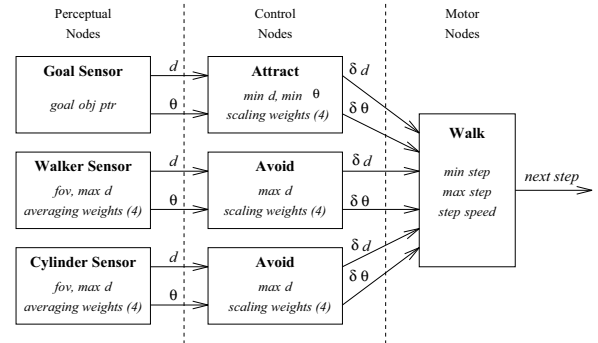 Perceptual
Nodes
Control
Nodes
Motor
Nodes
Goal Sensor
goal obj ptr
d
θ
Attract
min d, min θ
scaling weights (4)
δ d
δ θ
Walker Sensor
fov, max d
averaging weights (4)
d
θ
Avoid
max d
scaling weights (4)
δ d
δ θ
Cylinder Sensor
fov, max d
averaging weights (4)
d
θ
Avoid
max d
scaling weights (4)
δ d
δ θ
Walk
min step
max step
step speed
next step